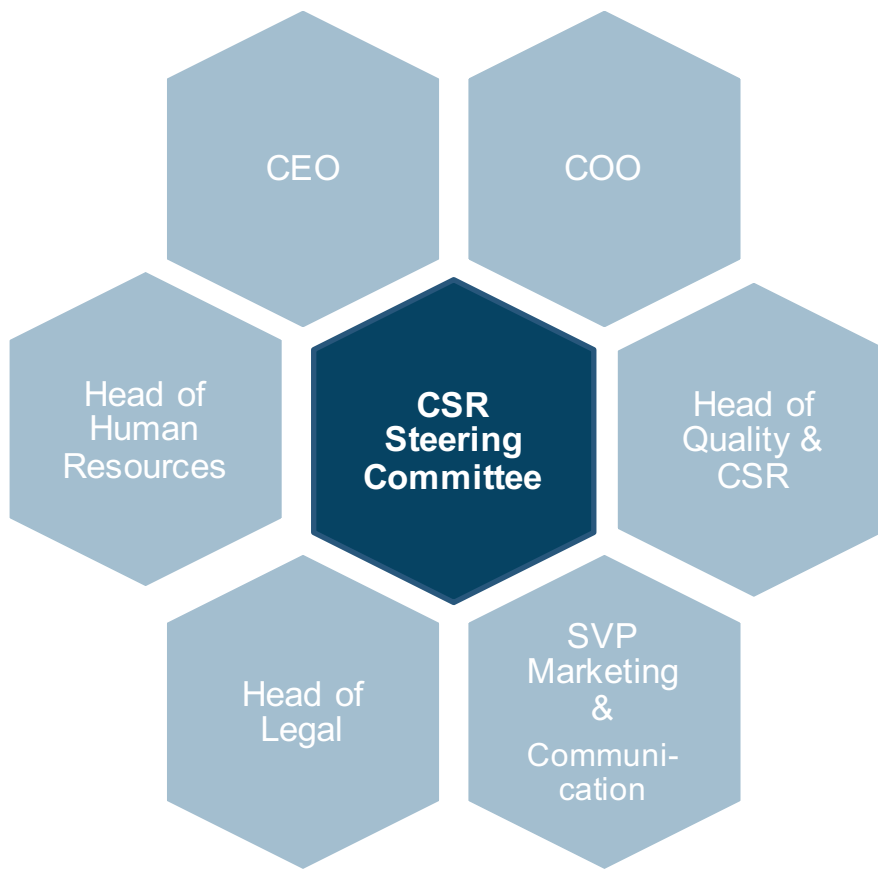 CEO
COO
Head of
Human
Resources
CSR
Steering
Committee
Head of
Quality &
CSR
Head of
Legal
SVP
Marketing
&
Communi-
cation